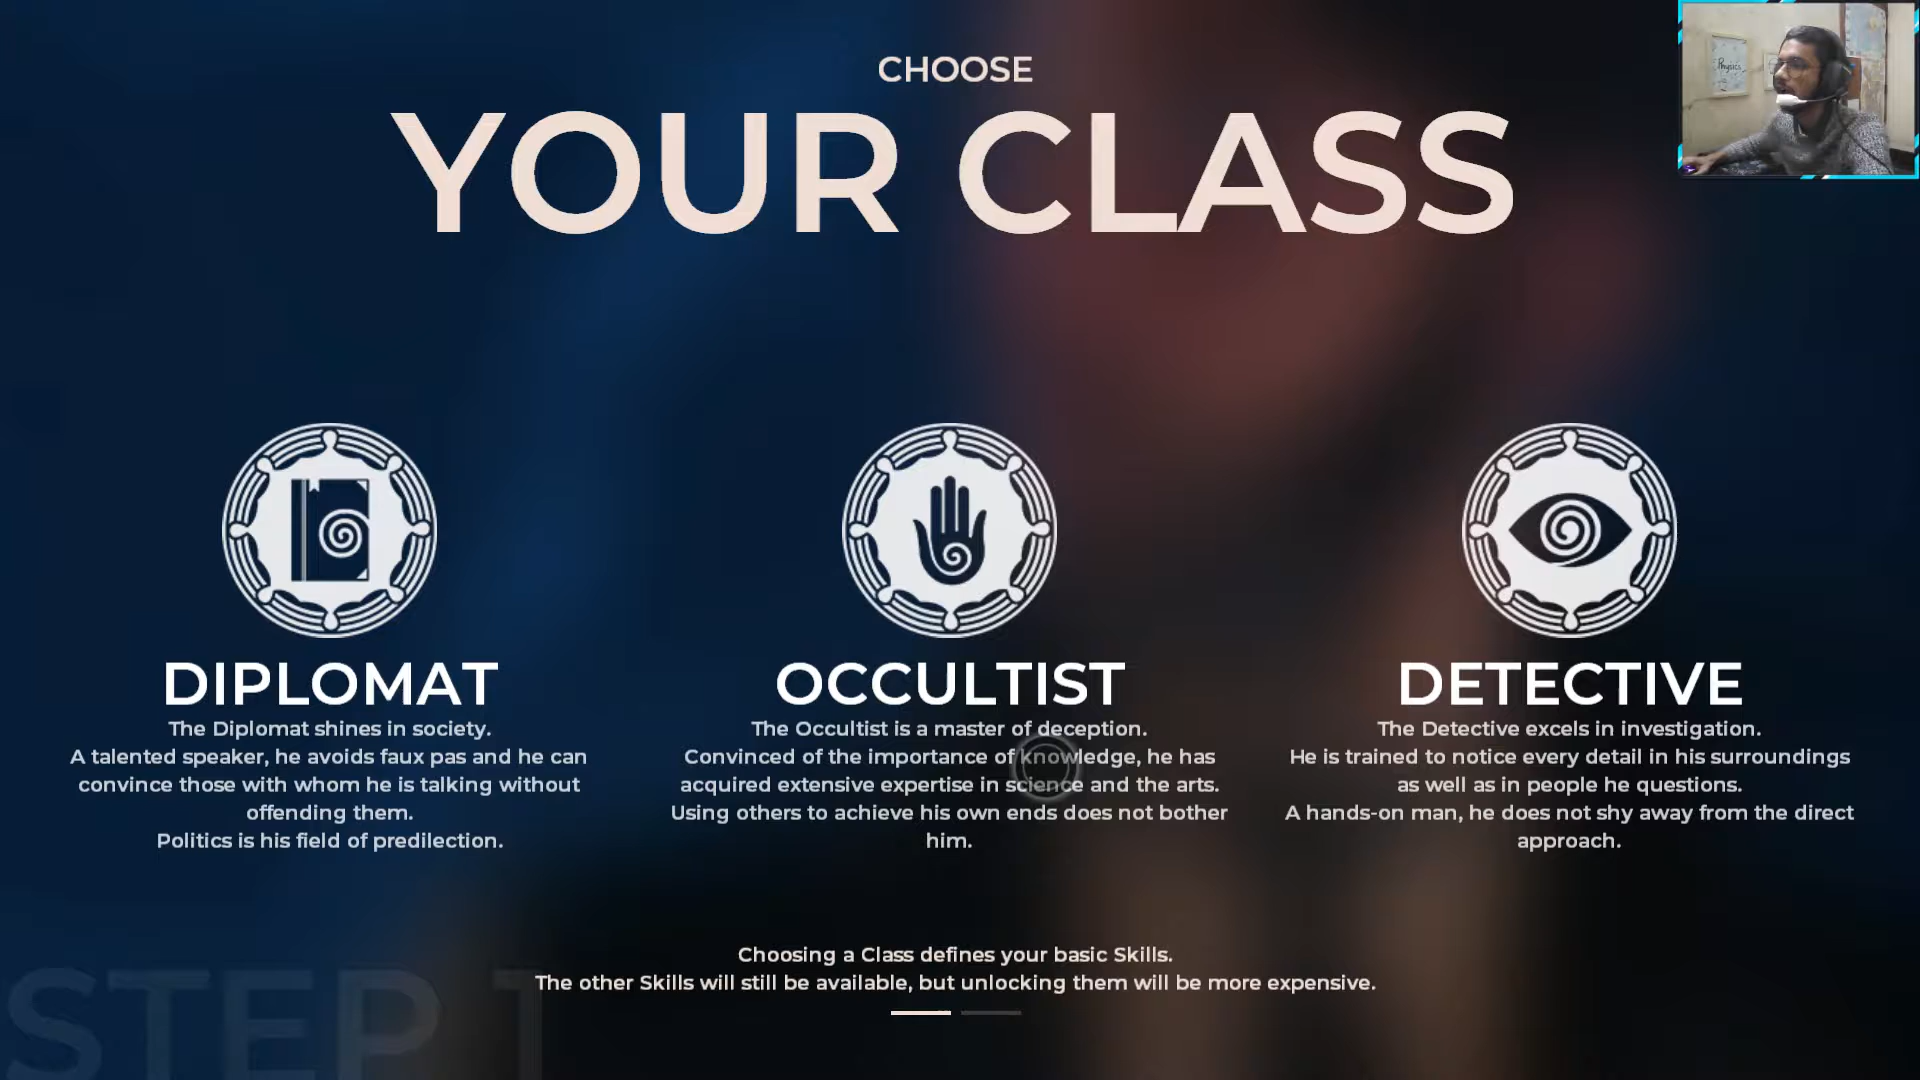 CHOOSE
YOUR CLASS
Physics
DIPLOMAT
The Diplomat shines in society.
A talented speaker, he avoids faux pas and he can
convince those with whom he is talking without
offending them.
Politics is his field of predilection.
OCCULTIST
The Occultist is a master of deception.
Convinced of the importance of knowledge, he has
acquired extensive expertise in science and the arts.
Using others to achieve his own ends does not bother
him.
DETECTIVE
The Detective excels in investigation.
He is trained to notice every detail in his surroundings
as well as in people he questions.
A hands-on man, he does not shy away from the direct
approach.
Choosing a Class defines your basic Skills.
The other Skills will still be available, but unlocking them will be more expensive.
STEP 1